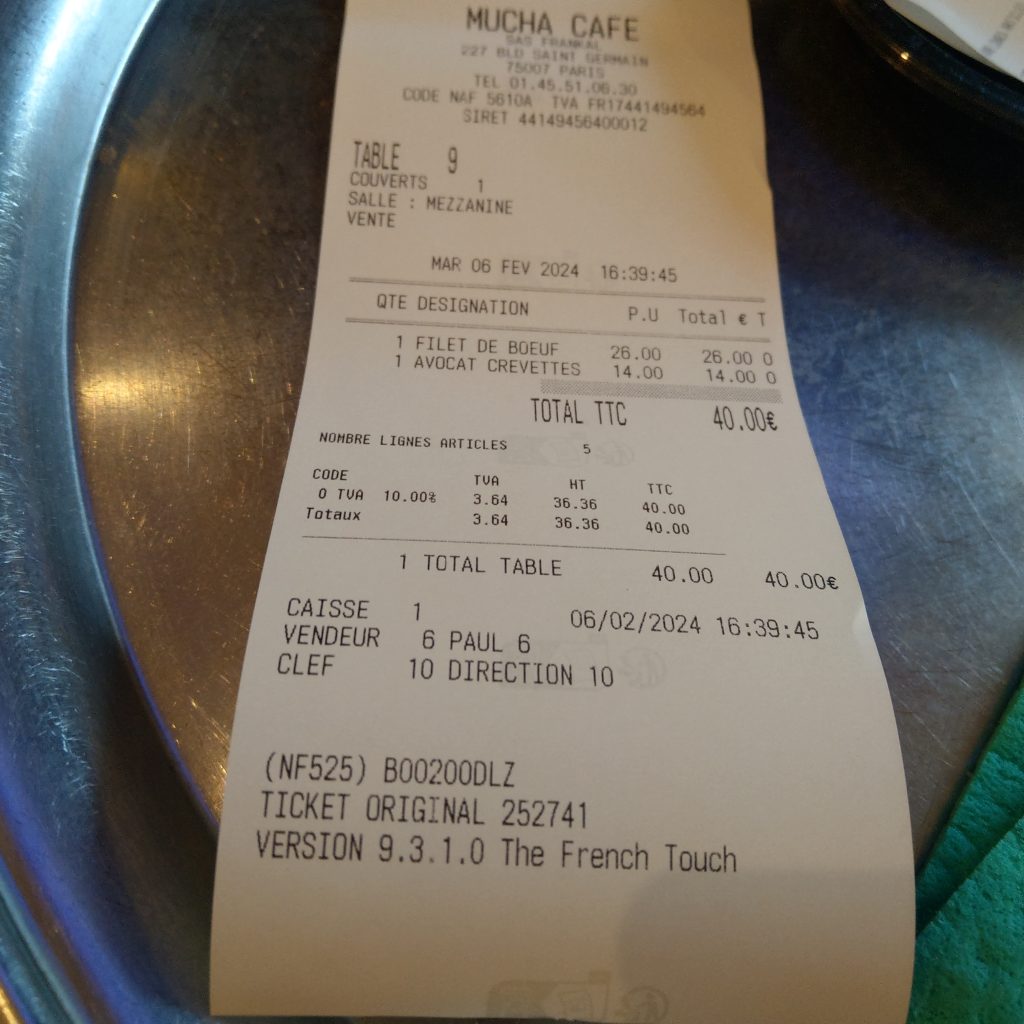 MUCHA CAFE
SAS FRANKAL
227 BLD SAINT GERMAIN
75007 PARIS
TEL 01.45.51.06.30
CODE NAF 5610A TVA FR17441494564
SIRET 44149456400012
TABLE 9
COUVERTS 1
SALLE : MEZZANINE
VENTE
MAR 06 FEV 2024 16:39:45
QTE DESIGNATION P.U Total € T
1 FILET DE BOEUF 26.00 26.00 0
1 AVOCAT CREVETTES 14.00 14.00 0
TOTAL TTC 40.00€
NOMBRE LIGNES ARTICLES 5
CODE TVA HT TTC
0 TVA 10.00% 3.64 36.36 40.00
Totaux 3.64 36.36 40.00
1 TOTAL TABLE 40.00 40.00€
CAISSE 1 06/02/2024 16:39:45
VENDEUR 6 PAUL 6
CLEF 10 DIRECTION 10
(NF525) B00200DLZ
TICKET ORIGINAL 252741
VERSION 9.3.1.0 The French Touch